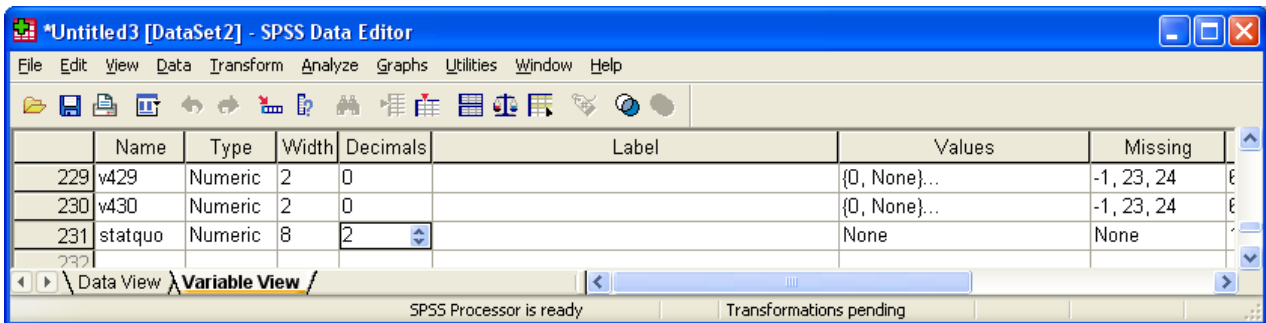 *Untitled3 [DataSet2] - SPSS Data Editor
File Edit View Data Transform Analyze Graphs Utilities Window Help
Name Type Width Decimals Label Values Missing
229 v429 Numeric 2 0 {0, None}... -1, 23, 24
230 v430 Numeric 2 0 {0, None}... -1, 23, 24
231 statquo Numeric 8 2 None None
232
Data View Variable View
SPSS Processor is ready Transformations pending